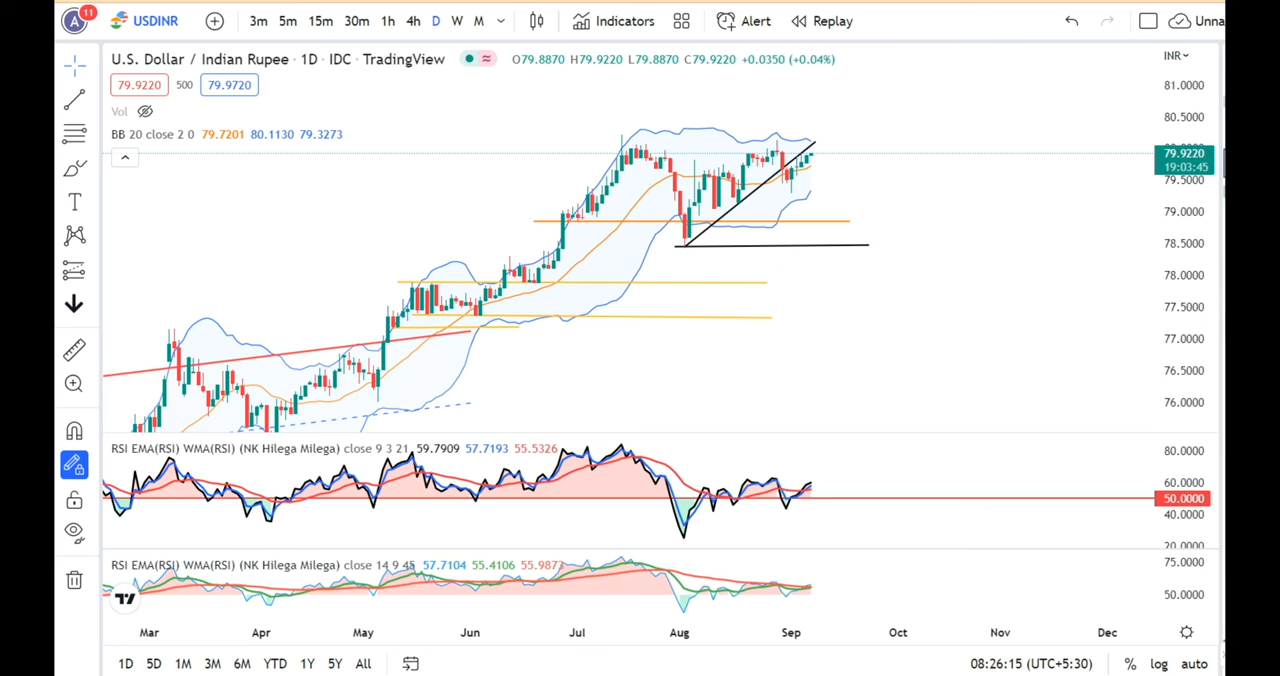 A 11 USDINR 3m 5m 15m 30m 1h 4h D W M Indicators Alert Replay Unna
U.S. Dollar / Indian Rupee · 1D · IDC · TradingView O79.8870 H79.9220 L79.8870 C79.9220 +0.0350 (+0.04%) INR
79.9220 500 79.9720
Vol
BB 20 close 2 0 79.7201 80.1130 79.3273
81.0000
80.5000
79.9220
19:03:45
79.5000
79.0000
78.5000
78.0000
77.5000
77.0000
76.5000
76.0000
RSI EMA(RSI) WMA(RSI) (NK Hilega Milega) close 9 3 21 59.7909 57.7193 55.5326
80.0000
60.0000
50.0000
40.0000
20.0000
RSI EMA(RSI) WMA(RSI) (NK Hilega Milega) close 14 9 45 57.7104 55.4106 55.9873
75.0000
50.0000
Mar Apr May Jun Jul Aug Sep Oct Nov Dec
1D 5D 1M 3M 6M YTD 1Y 5Y All 08:26:15 (UTC+5:30) % log auto